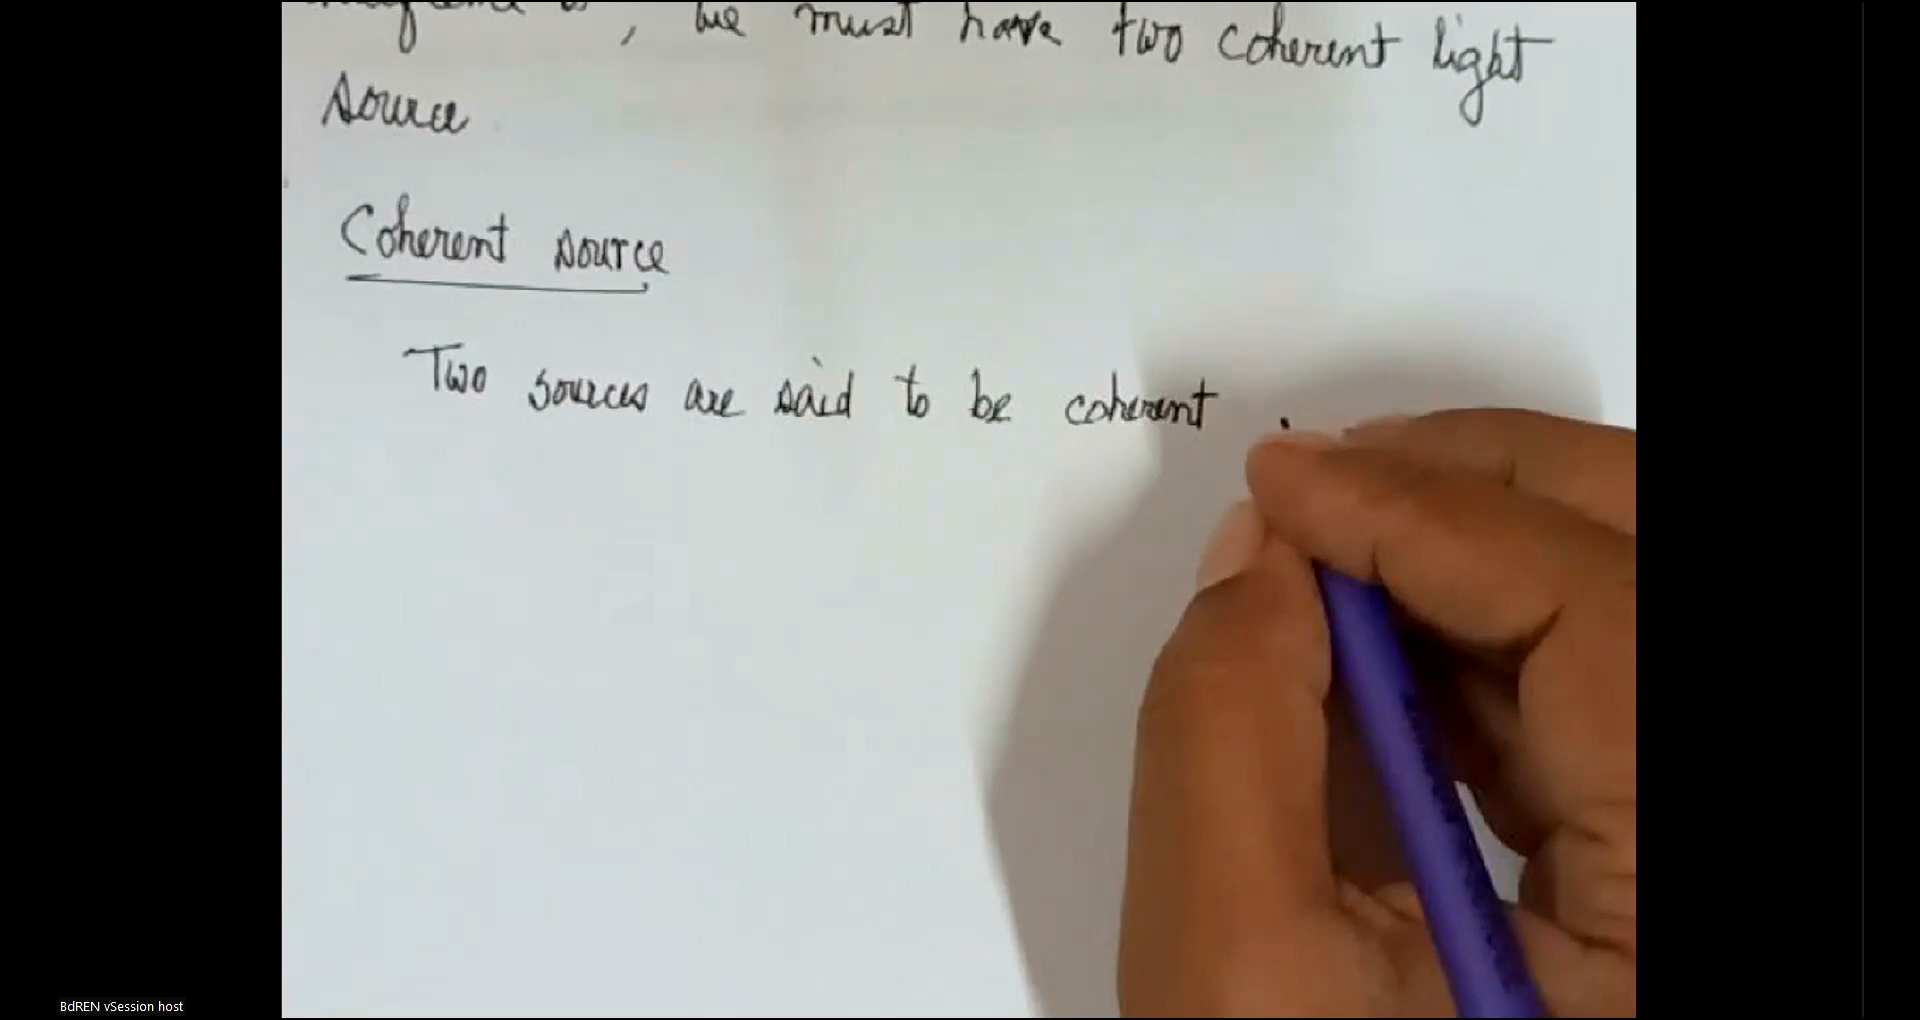 , we must have two coherent light
source
Coherent source
Two sources are said to be coherent
BdREN vSession host